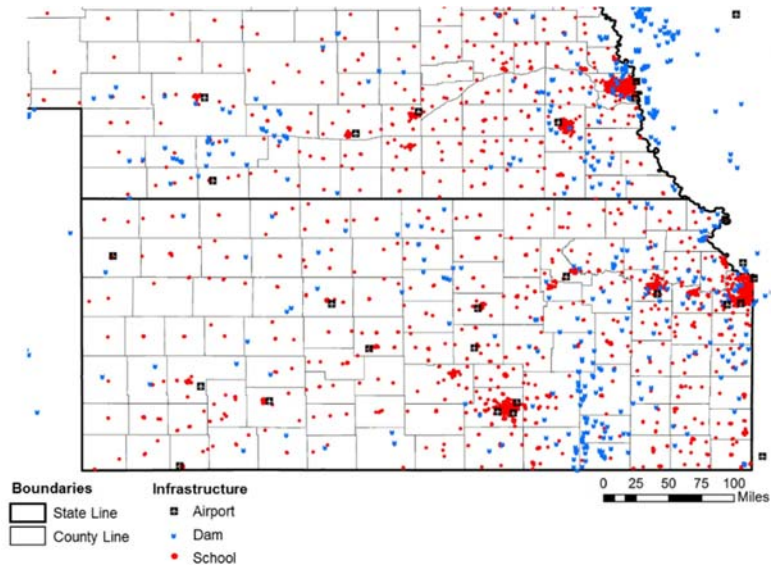 Boundaries
State Line
County Line
Infrastructure
Airport
Dam
School
0 25 50 75 100
Miles